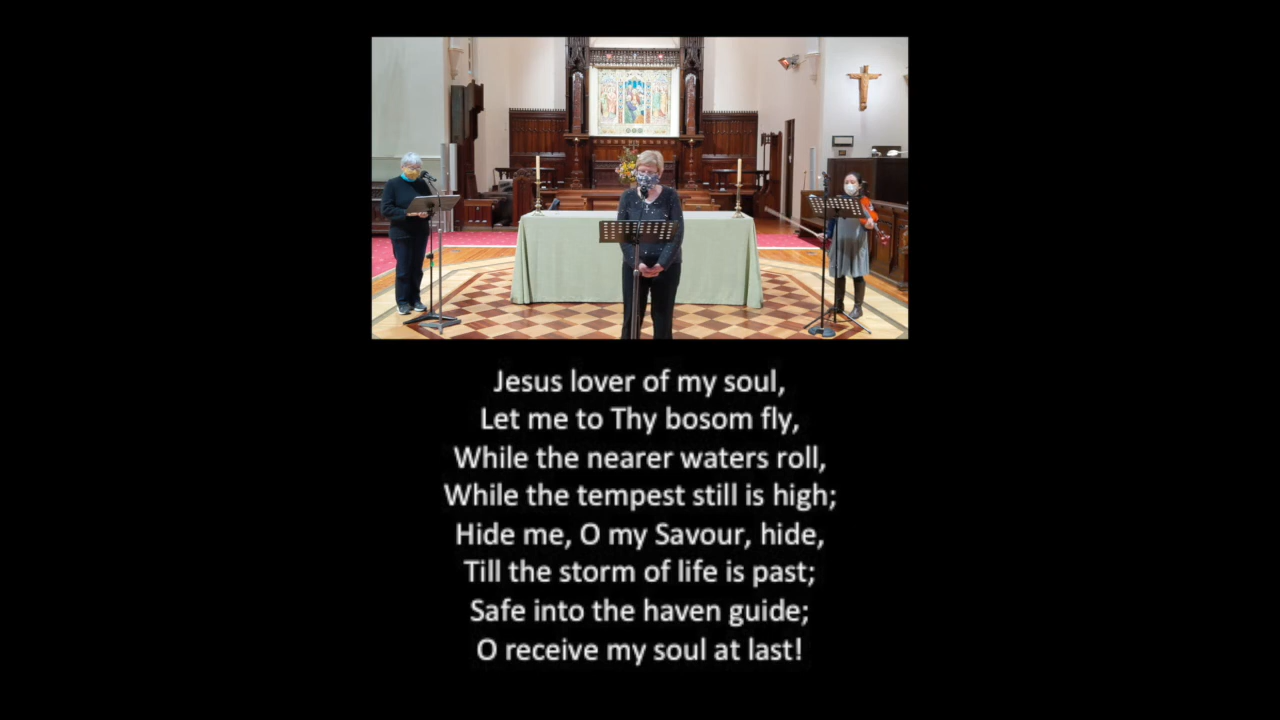 Jesus lover of my soul,
Let me to Thy bosom fly,
While the nearer waters roll,
While the tempest still is high;
Hide me, O my Savour, hide,
Till the storm of life is past;
Safe into the haven guide;
O receive my soul at last!